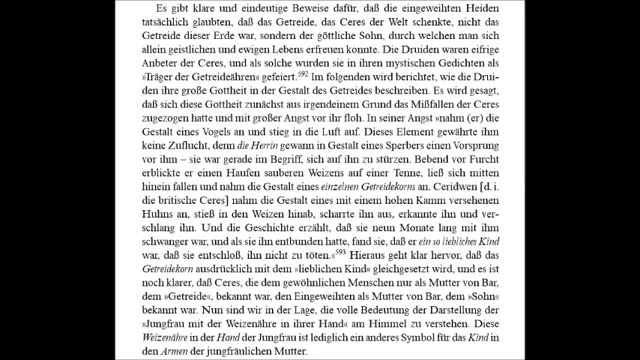 Es gibt klare und eindeutige Beweise dafür, daß die eingeweihten Heiden
tatsächlich glaubten, daß das Getreide, das Ceres der Welt schenkte, nicht das
Getreide dieser Erde war, sondern der göttliche Sohn, durch welchen man sich
allein geistlichen und ewigen Lebens erfreuen konnte. Die Druiden waren eifrige
Anbeter der Ceres, und als solche wurden sie in ihren mystischen Gedichten als
»Träger der Getreideähren« gefeiert.⁵⁹² Im folgenden wird berichtet, wie die Drui-
den ihre große Gottheit in der Gestalt des Getreides beschreiben. Es wird gesagt,
daß sich diese Gottheit zunächst aus irgendeinem Grund das Mißfallen der Ceres
zugezogen hatte und mit großer Angst vor ihr floh. In seiner Angst »nahm (er) die
Gestalt eines Vogels an und stieg in die Luft auf. Dieses Element gewährte ihm
keine Zuflucht, denn die Herrin gewann in Gestalt eines Sperbers einen Vorsprung
vor ihm – sie war gerade im Begriff, sich auf ihn zu stürzen. Bebend vor Furcht
erblickte er einen Haufen sauberen Weizens auf einer Tenne, ließ sich mitten
hinein fallen und nahm die Gestalt eines einzelnen Getreidekorns an. Ceridwen [d. i.
die britische Ceres] nahm die Gestalt eines mit einem hohen Kamm versehenen
Huhns an, stieß in den Weizen hinab, scharrte ihn aus, erkannte ihn und ver-
schlang ihn. Und die Geschichte erzählt, daß sie neun Monate lang mit ihm
schwanger war, und als sie ihn entbunden hatte, fand sie, daß er ein so liebliches Kind
war, daß sie entschloß, ihn nicht zu töten.«⁵⁹³ Hieraus geht klar hervor, daß das
Getreidekorn ausdrücklich mit dem »lieblichen Kind« gleichgesetzt wird, und es ist
noch klarer, daß Ceres, die dem gewöhnlichen Menschen nur als Mutter von Bar,
dem »Getreide«, bekannt war, den Eingeweihten als Mutter von Bar, dem »Sohn«
bekannt war. Nun sind wir in der Lage, die volle Bedeutung der Darstellung der
»Jungfrau mit der Weizenähre in ihrer Hand« am Himmel zu verstehen. Diese
Weizenähre in der Hand der Jungfrau ist lediglich ein anderes Symbol für das Kind in
den Armen der jungfräulichen Mutter.